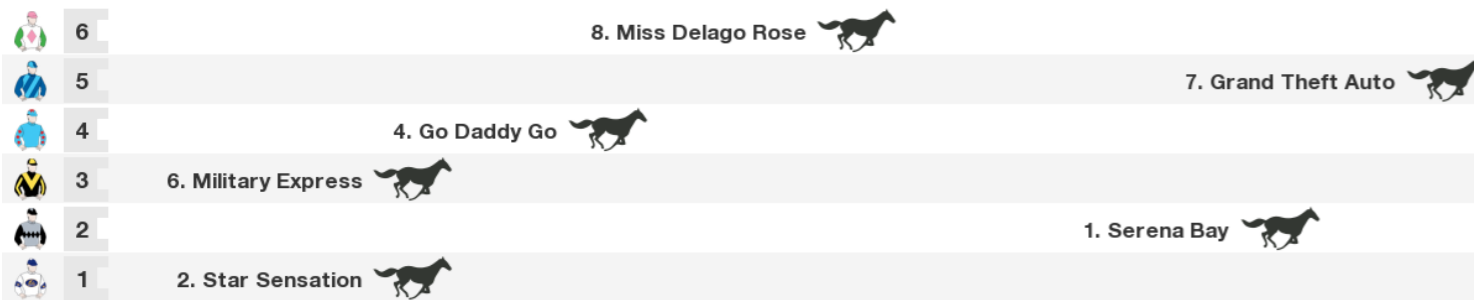 6 8. Miss Delago Rose
5 7. Grand Theft Auto
4 4. Go Daddy Go
3 6. Military Express
2 1. Serena Bay
1 2. Star Sensation